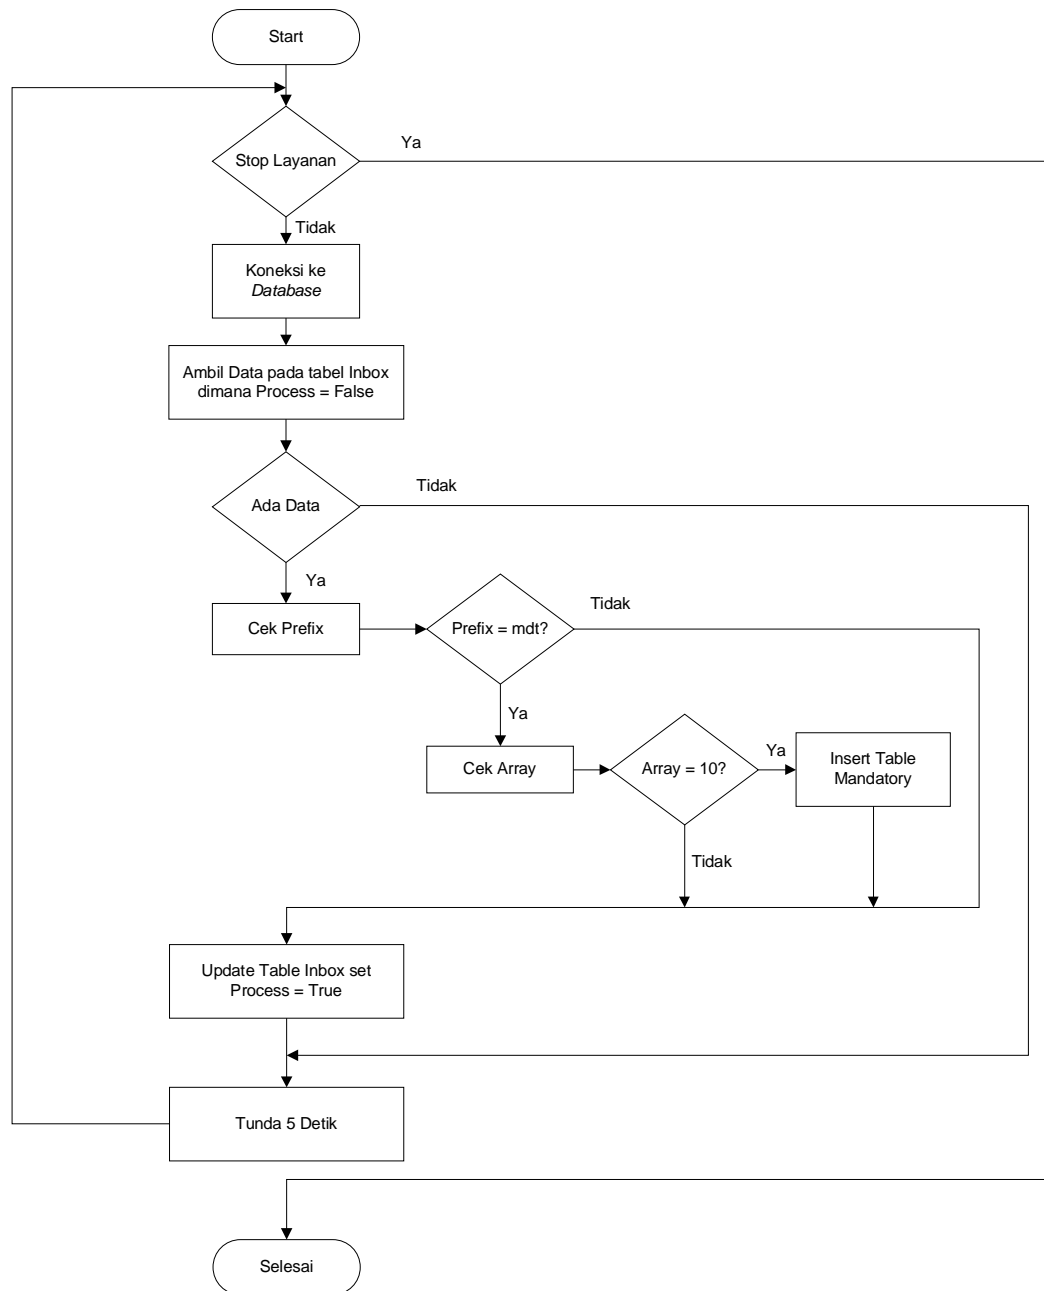 Start
Ya
Stop Layanan
Tidak
Koneksi ke
Database
Ambil Data pada tabel Inbox
dimana Process = False
Tidak
Ada Data
Ya
Tidak
Cek Prefix
Prefix = mdt?
Ya
Ya
Insert Table
Mandatory
Cek Array
Array = 10?
Tidak
Update Table Inbox set
Process = True
Tunda 5 Detik
Selesai